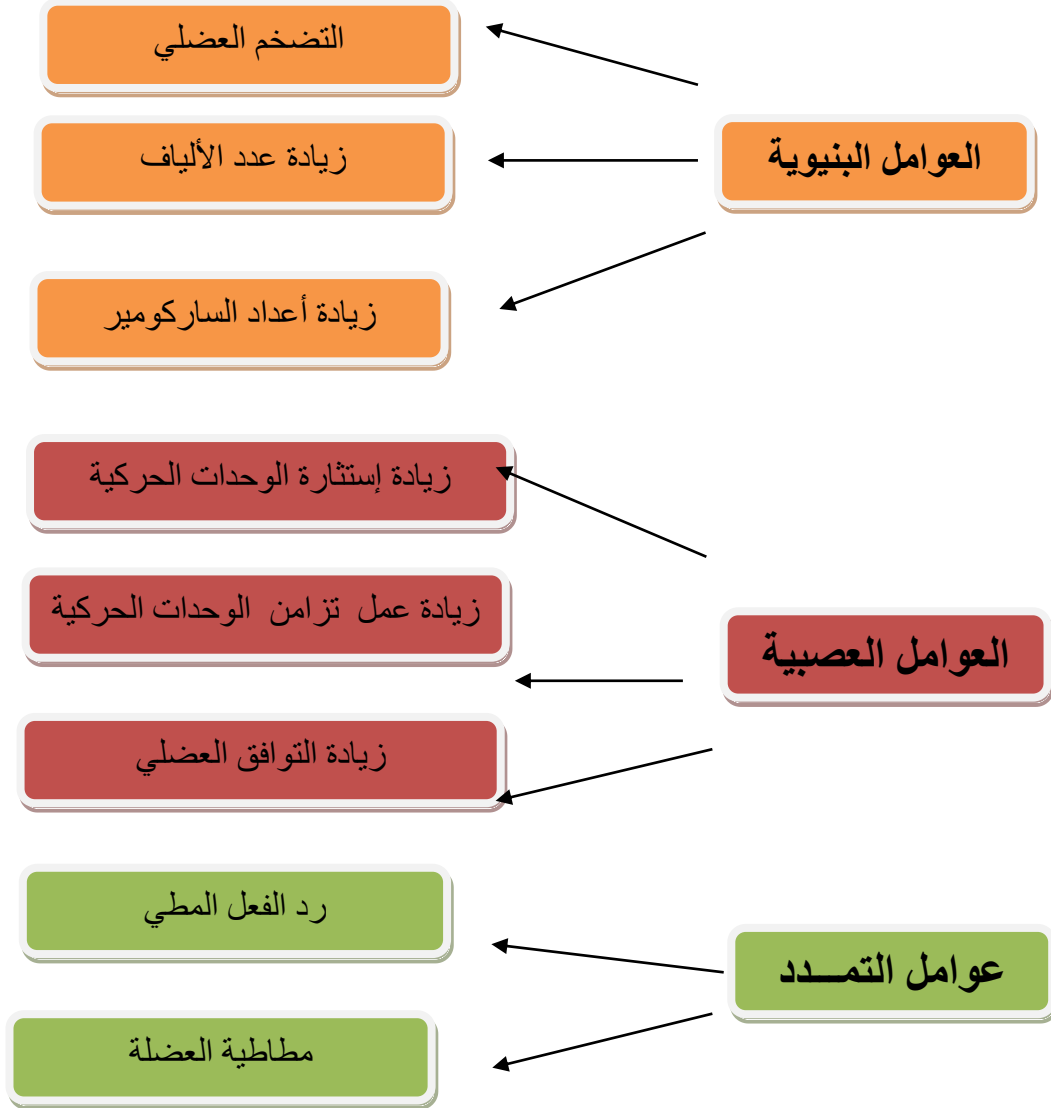 العوامل البنيوية
التضخم العضلي
زيادة عدد الألياف
زيادة أعداد الساركومير
العوامل العصبية
زيادة إستثارة الوحدات الحركية
زيادة عمل تزامن الوحدات الحركية
زيادة التوافق العضلي
عوامل التمـــدد
رد الفعل المطي
مطاطية العضلة